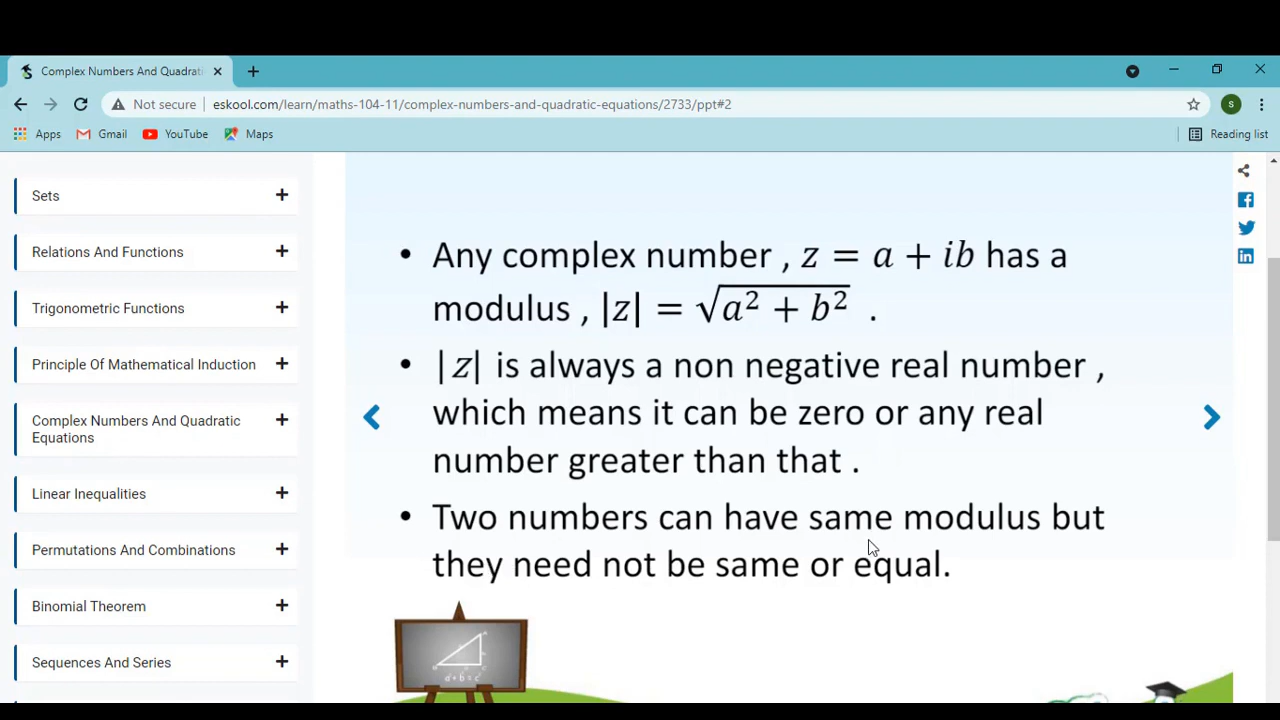 Complex Numbers And Quadrati
Not secure eskool.com/learn/maths-104-11/complex-numbers-and-quadratic-equations/2733/ppt#2 S
Apps Gmail YouTube Maps Reading list
Sets +
Relations And Functions +
Trigonometric Functions +
Principle Of Mathematical Induction +
Complex Numbers And Quadratic
Equations +
Linear Inequalities +
Permutations And Combinations +
Binomial Theorem +
Sequences And Series +
• Any complex number , z = a + ib has a
modulus , |z| = √a² + b² .
• |z| is always a non negative real number ,
which means it can be zero or any real
number greater than that .
• Two numbers can have same modulus but
they need not be same or equal.